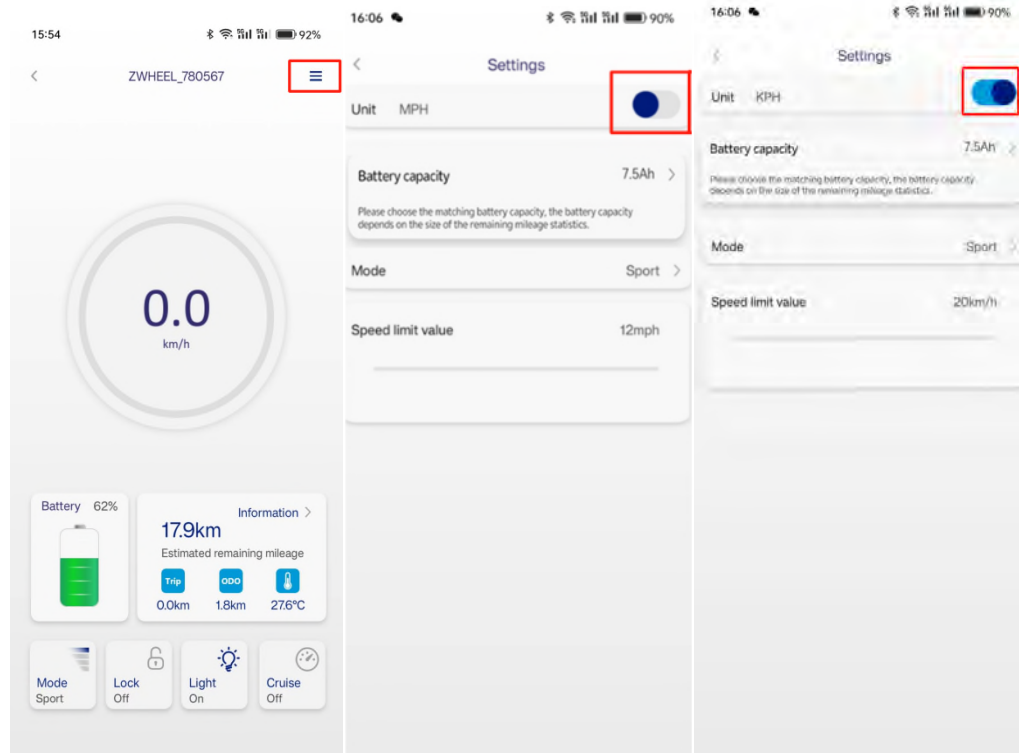 15:54
92%
ZWHEEL_780567
0.0
km/h
Battery 62%
Information >
17.9km
Estimated remaining mileage
Trip
ODO
0.0km 1.8km 27.6°C
Mode
Sport
Lock
Off
Light
On
Cruise
Off
16:06
90%
Settings
Unit MPH
Battery capacity 7.5Ah >
Please choose the matching battery capacity, the battery capacity
depends on the size of the remaining mileage statistics.
Mode Sport >
Speed limit value 12mph
16:06
90%
Settings
Unit KPH
Battery capacity 7.5Ah >
Please choose the matching battery capacity, the battery capacity
depends on the size of the remaining mileage statistics.
Mode Sport >
Speed limit value 20km/h